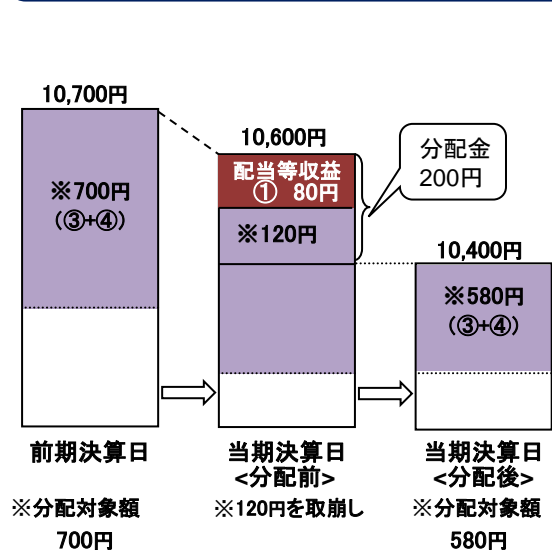 10,700円
※700円
(③+④)
前期決算日
※分配対象額
700円
10,600円
配当等収益
① 80円
※120円
分配金
200円
当期決算日
<分配前>
※120円を取崩し
10,400円
※580円
(③+④)
当期決算日
<分配後>
※分配対象額
580円